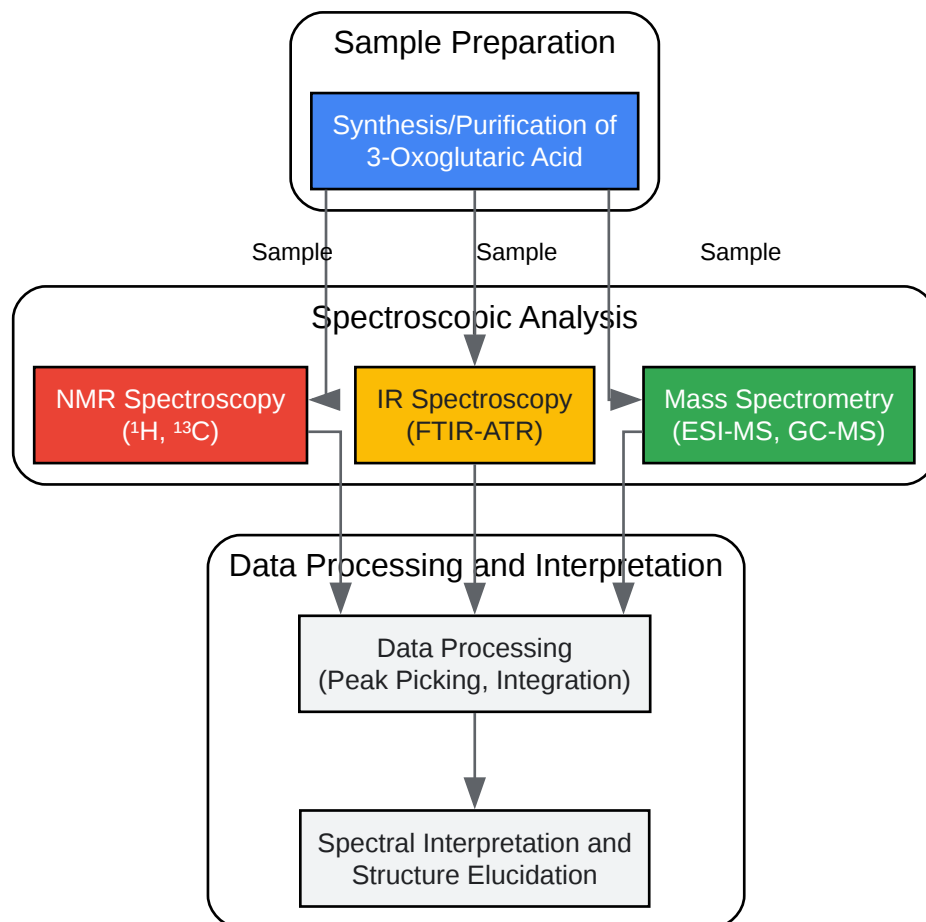 Sample Preparation
Synthesis/Purification of
3-Oxoglutaric Acid
Sample
Sample
Sample
Spectroscopic Analysis
NMR Spectroscopy
(¹H, ¹³C)
IR Spectroscopy
(FTIR-ATR)
Mass Spectrometry
(ESI-MS, GC-MS)
Data Processing and Interpretation
Data Processing
(Peak Picking, Integration)
Spectral Interpretation and
Structure Elucidation